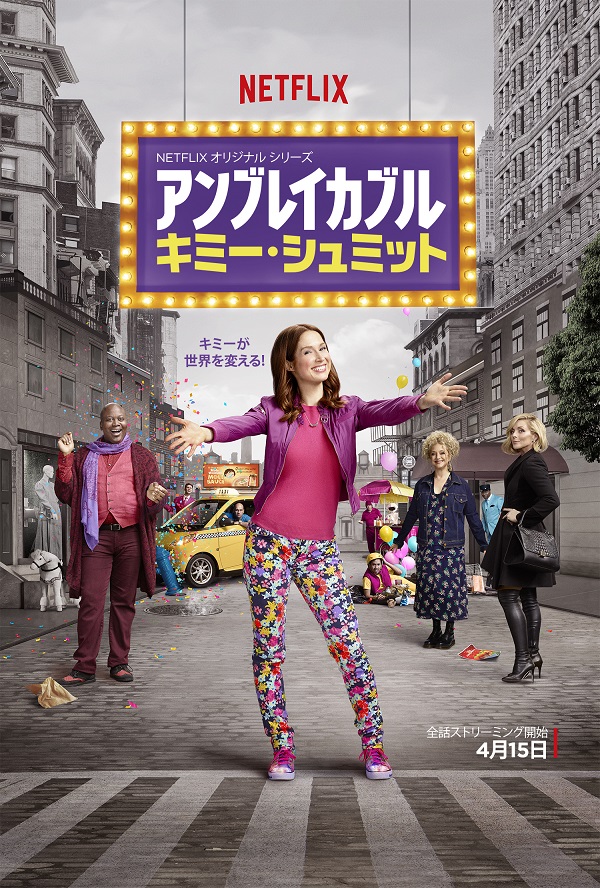 NETFLIX
NETFLIX オリジナル シリーズ
アンブレイカブル
キミー・シュミット
キミーが
世界を変える!
TAXI
全話ストリーミング開始
4月15日